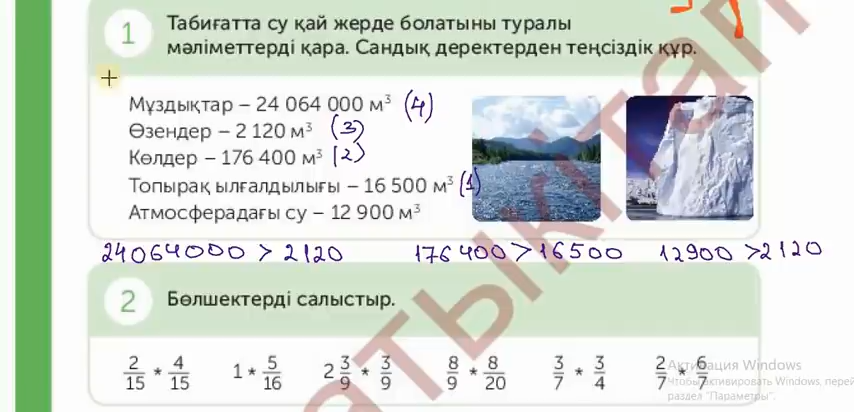 1 Табиғатта су қай жерде болатыны туралы
мәліметтерді қара. Сандық деректерден теңсіздік құр.
Мұздықтар – 24 064 000 м³ (4)
Өзендер – 2 120 м³ (3)
Көлдер – 176 400 м³ (2)
Топырақ ылғалдылығы – 16 500 м³ (1)
Атмосферадағы су – 12 900 м³
24064000 > 2120 176400 > 16500 12900 > 2120
2 Бөлшектерді салыстыр.
2/15 * 4/15 1 * 5/16 2 3/9 * 3/9 8/9 * 8/20 3/7 * 3/4 2/7 * 6/7
Активация Windows
Чтобы активировать Windows, перей
раздел "Параметры".